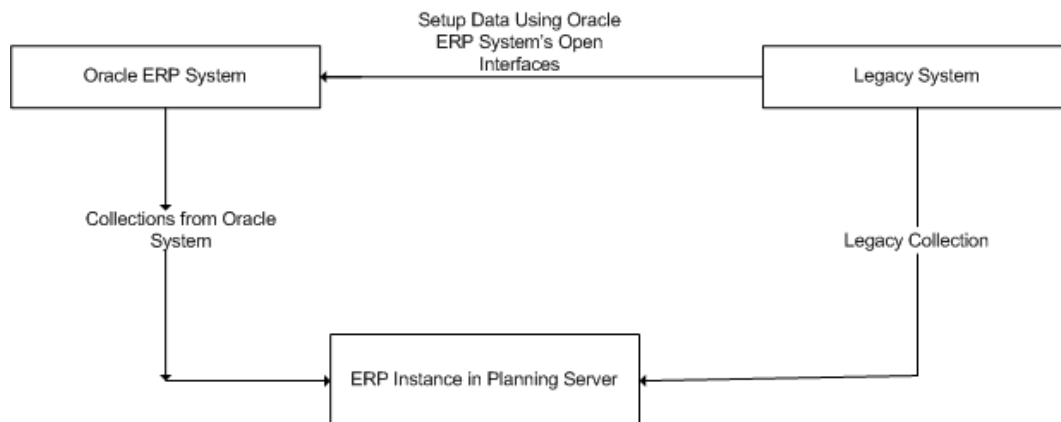 Setup Data Using Oracle
ERP System's Open
Interfaces
Oracle ERP System
Legacy System
Collections from Oracle
System
Legacy Collection
ERP Instance in Planning Server